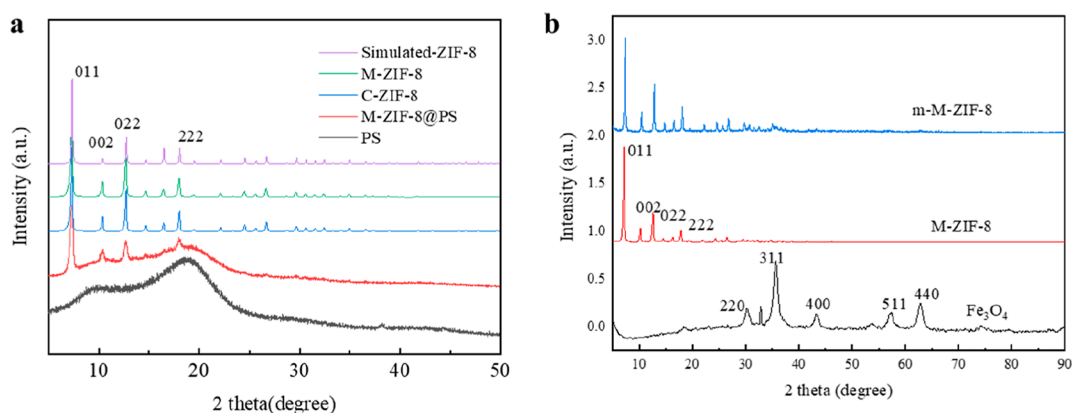 a
Intensity (a.u.)
011
002
022
222
Simulated-ZIF-8
M-ZIF-8
C-ZIF-8
M-ZIF-8@PS
PS
10
20
30
40
50
2 theta(degree)
b
Intensity (a.u.)
3.0
2.5
2.0
1.5
1.0
0.5
0.0
m-M-ZIF-8
011
002
022
222
M-ZIF-8
220
311
400
511
440
Fe₃O₄
10
20
30
40
50
60
70
80
90
2 theta (degree)